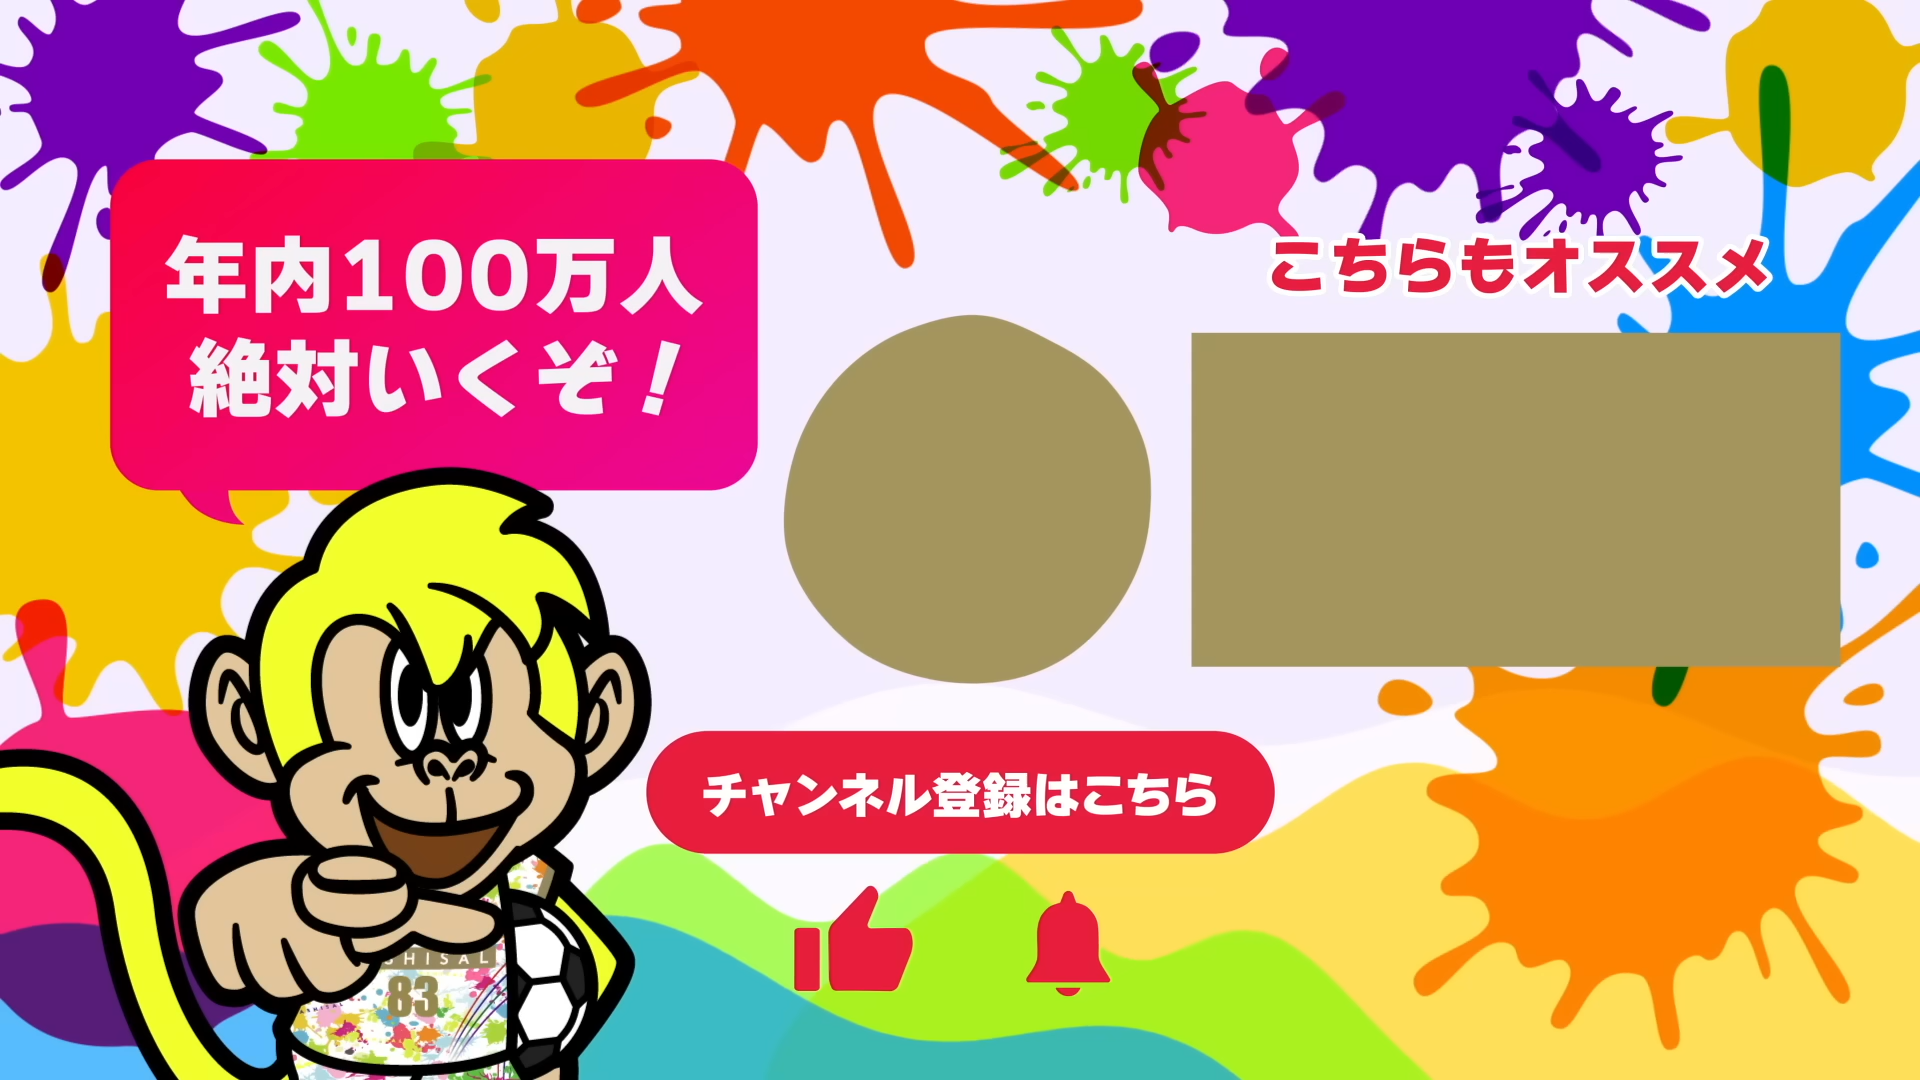 年内100万人
絶対いくぞ！
こちらもオススメ
チャンネル登録はこちら
83